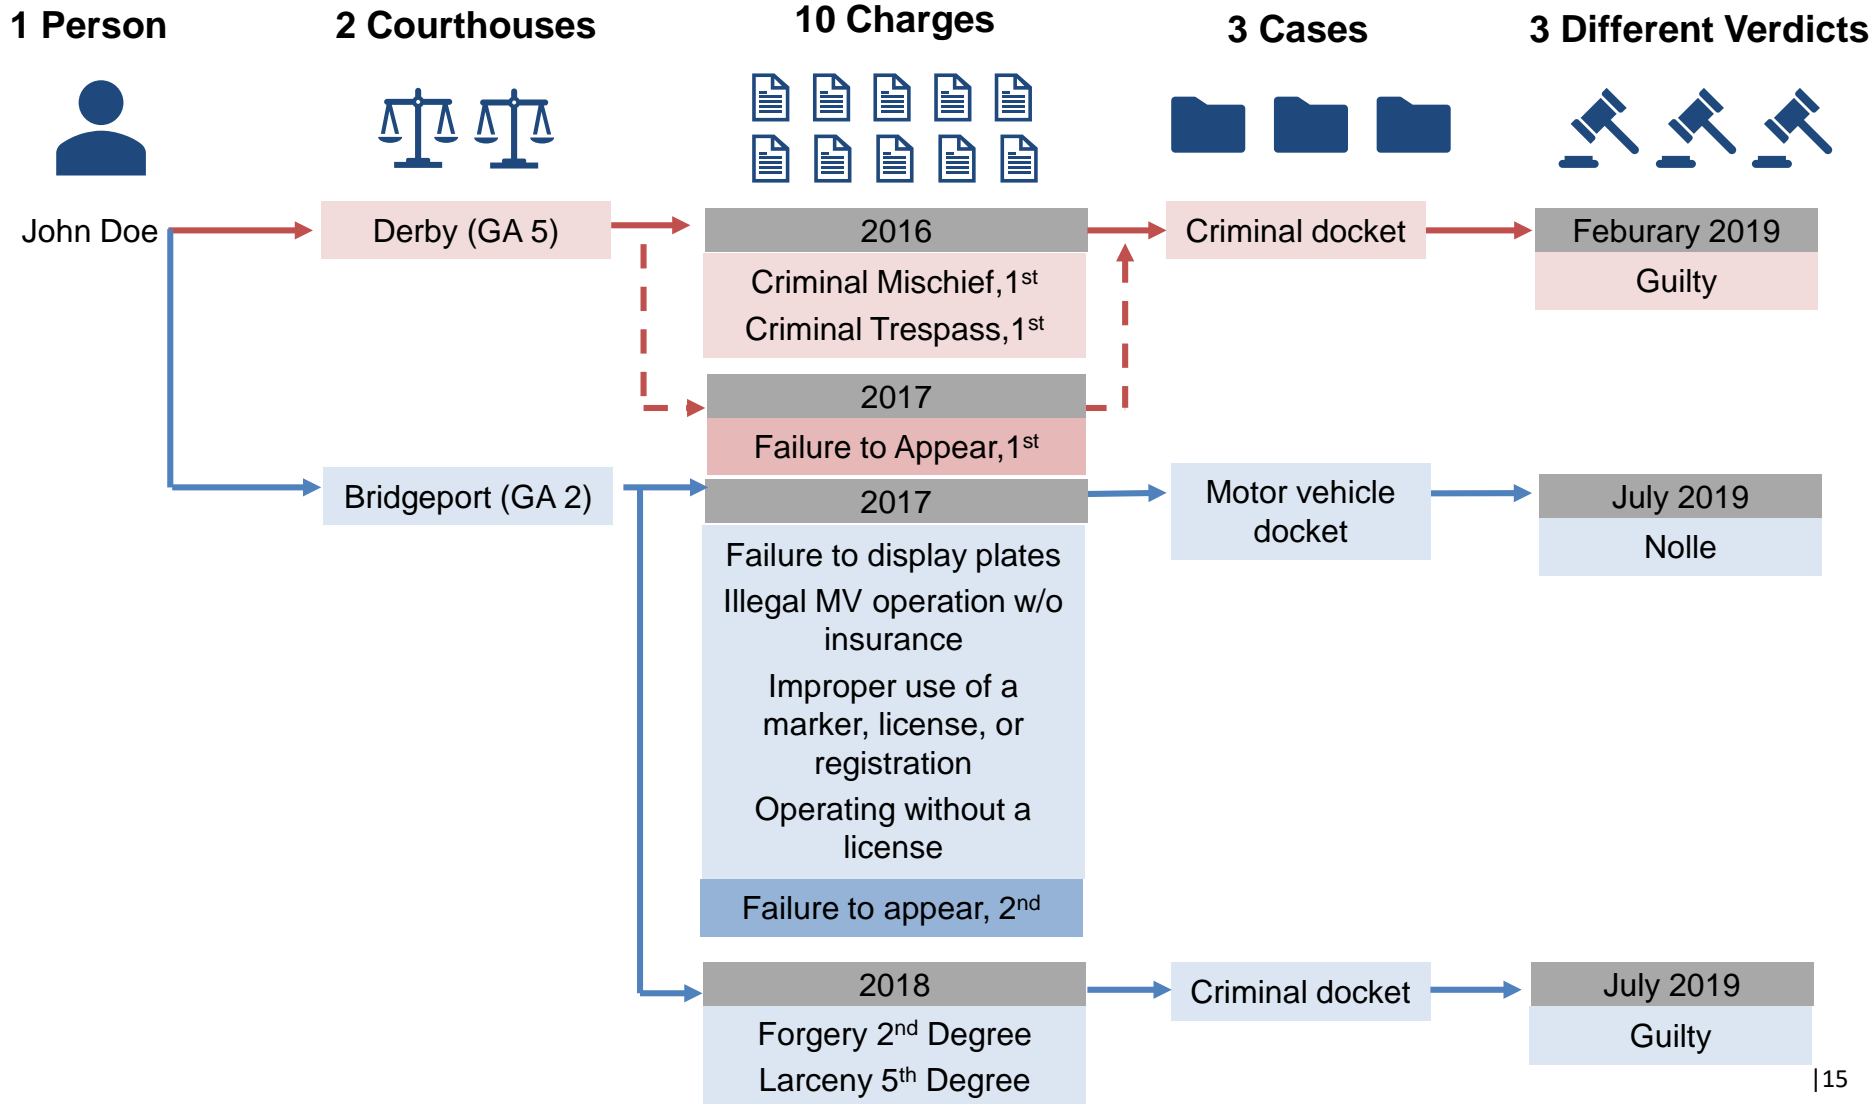 1 Person
2 Courthouses
10 Charges
3 Cases
3 Different Verdicts
John Doe
Derby (GA 5)
2016
Criminal Mischief,1st
Criminal Trespass,1st
Criminal docket
Feburary 2019
Guilty
2017
Failure to Appear,1st
Bridgeport (GA 2)
2017
Failure to display plates
Illegal MV operation w/o
insurance
Improper use of a
marker, license, or
registration
Operating without a
license
Failure to appear, 2nd
Motor vehicle
docket
July 2019
Nolle
2018
Forgery 2nd Degree
Larceny 5th Degree
Criminal docket
July 2019
Guilty
|15